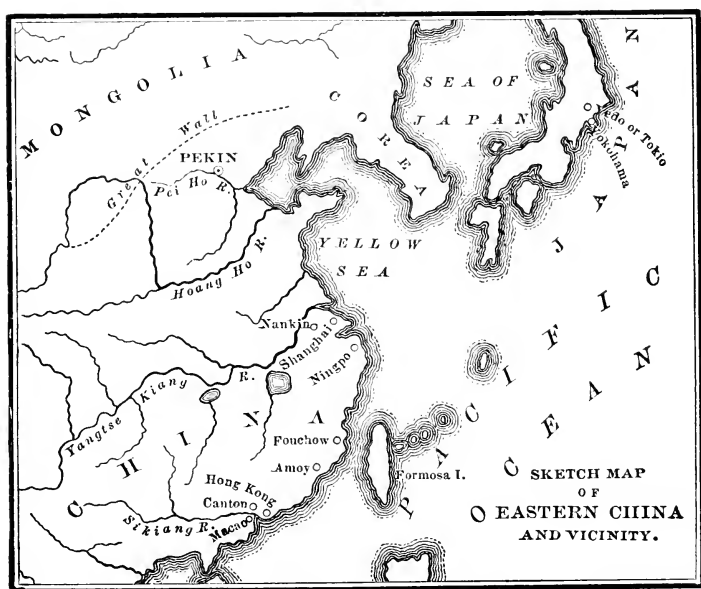 MONGOLIA
Great Wall
PEKIN
Pei Ho R.
COREA
SEA OF
JAPAN
Yedo or Tokio
Yokohama
JAPAN
YELLOW
SEA
Hoang Ho R.
Nankin
Shanghai
Ningpo
Yangtse Kiang R.
CHINA
Fouchow
Amoy
Formosa I.
Hong Kong
Canton
Macao
Sikiang R.
PACIFIC
OCEAN
SKETCH MAP
OF
EASTERN CHINA
AND VICINITY.